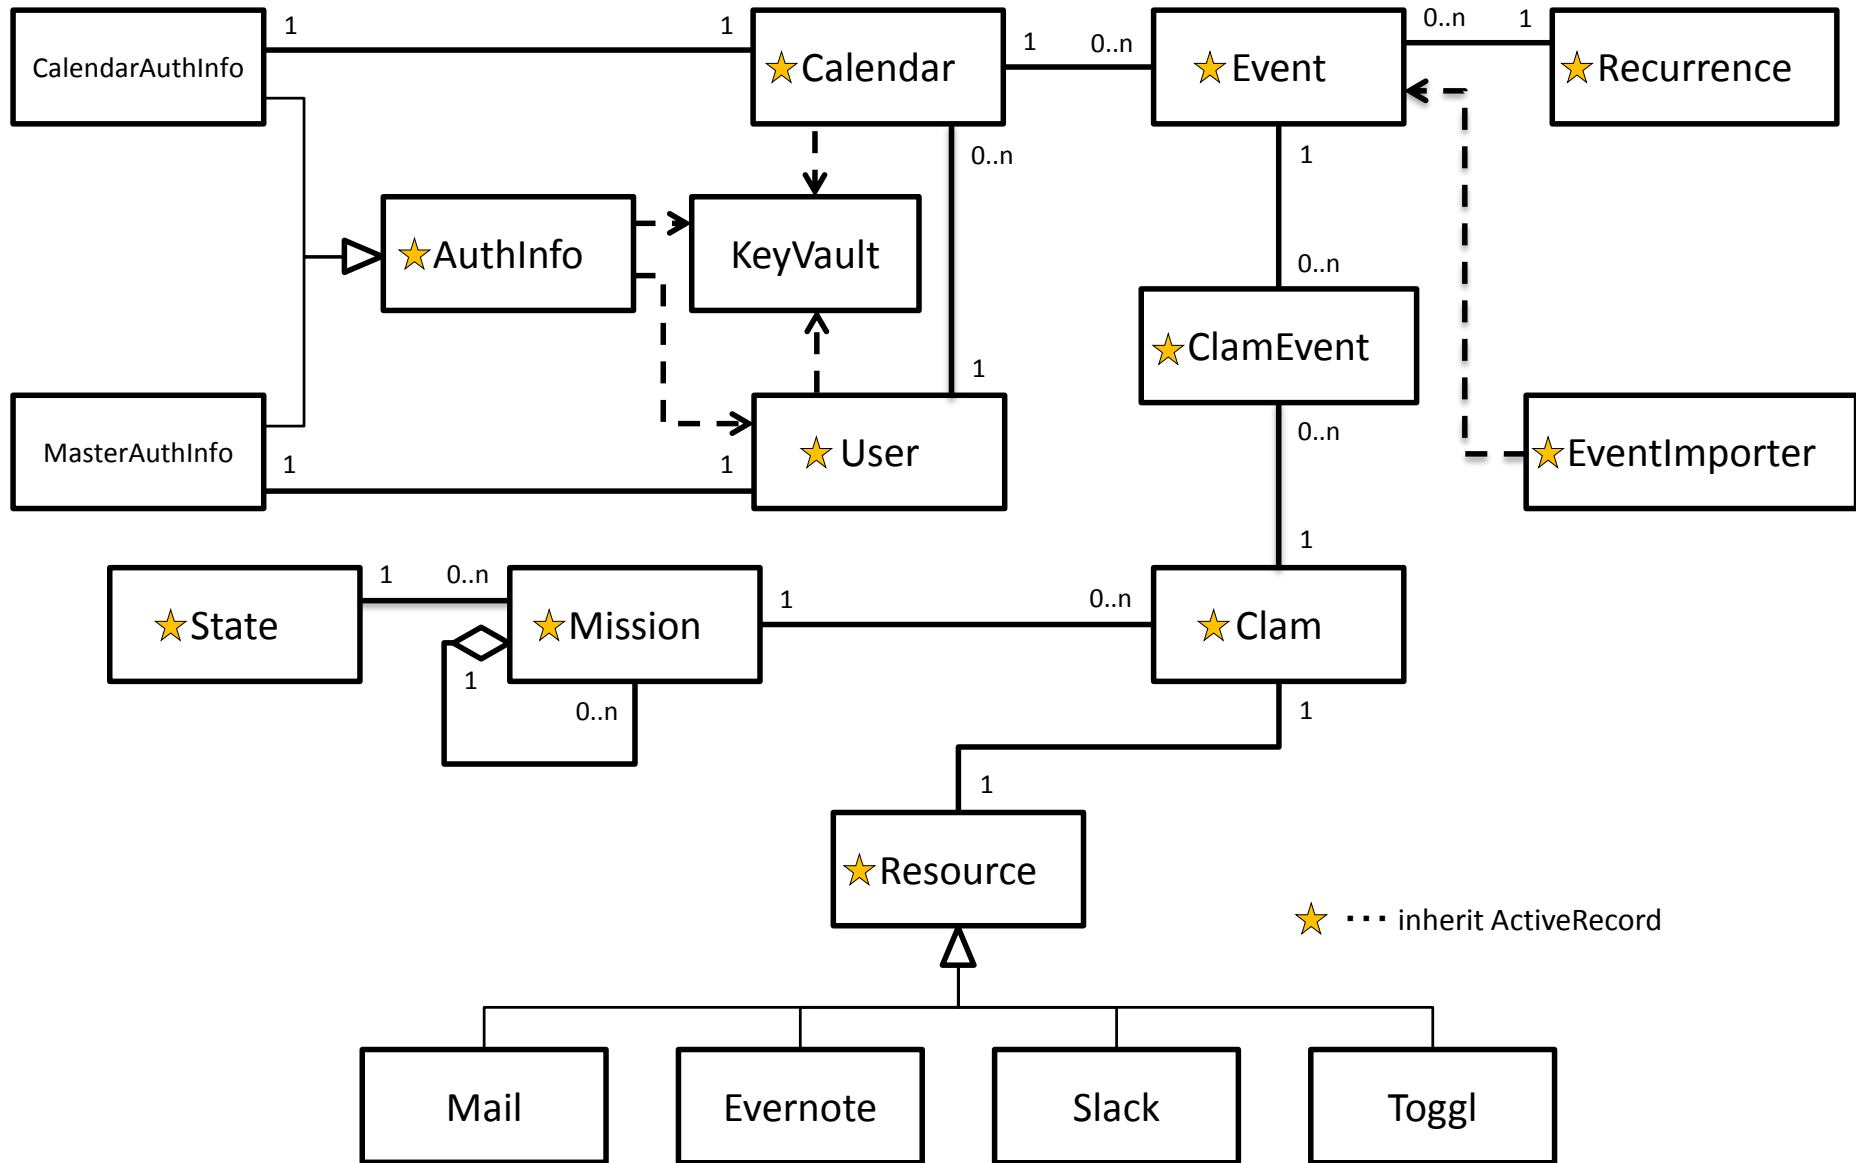 CalendarAuthInfo
1
1
Calendar
1
0..n
Event
0..n
1
Recurrence
0..n
1
AuthInfo
KeyVault
0..n
ClamEvent
1
0..n
MasterAuthInfo
1
1
User
EventImporter
1
State
1
0..n
Mission
1
0..n
Clam
1
0..n
1
1
Resource
··· inherit ActiveRecord
Mail
Evernote
Slack
Toggl